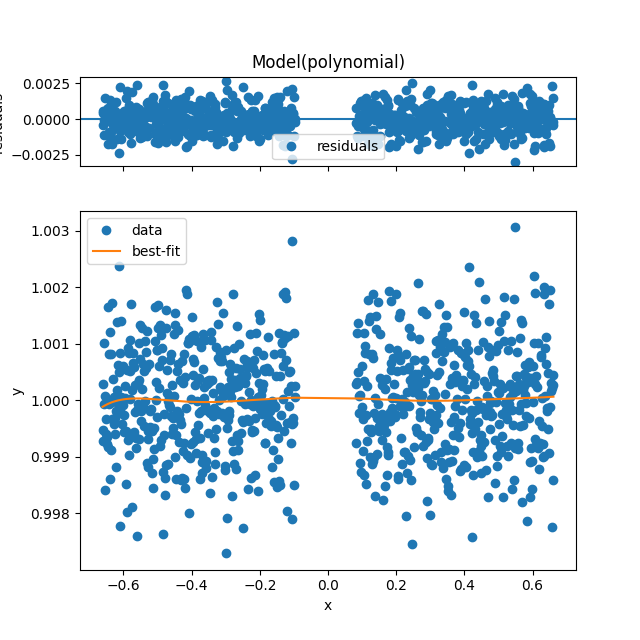 Model(polynomial)
0.0025
0.0000
−0.0025
residuals
residuals
1.003
1.002
1.001
1.000
0.999
0.998
y
data
best-fit
−0.6 −0.4 −0.2 0.0 0.2 0.4 0.6
x